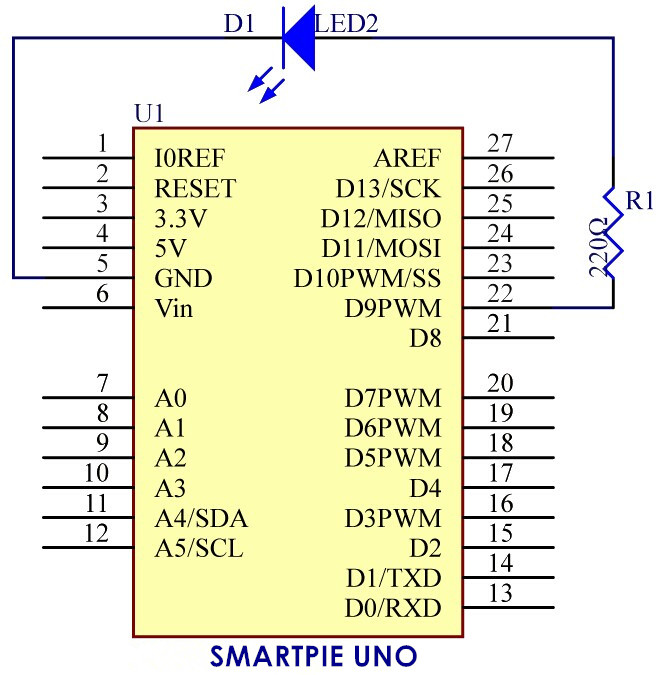 D1 LED2
U1
1 I0REF AREF 27
2 RESET D13/SCK 26
3 3.3V D12/MISO 25
4 5V D11/MOSI 24
5 GND D10PWM/SS 23
6 Vin D9PWM 22
D8 21
R1
220Ω
7 A0 D7PWM 20
8 A1 D6PWM 19
9 A2 D5PWM 18
10 A3 D4 17
11 A4/SDA D3PWM 16
12 A5/SCL D2 15
D1/TXD 14
D0/RXD 13
SMARTPIE UNO